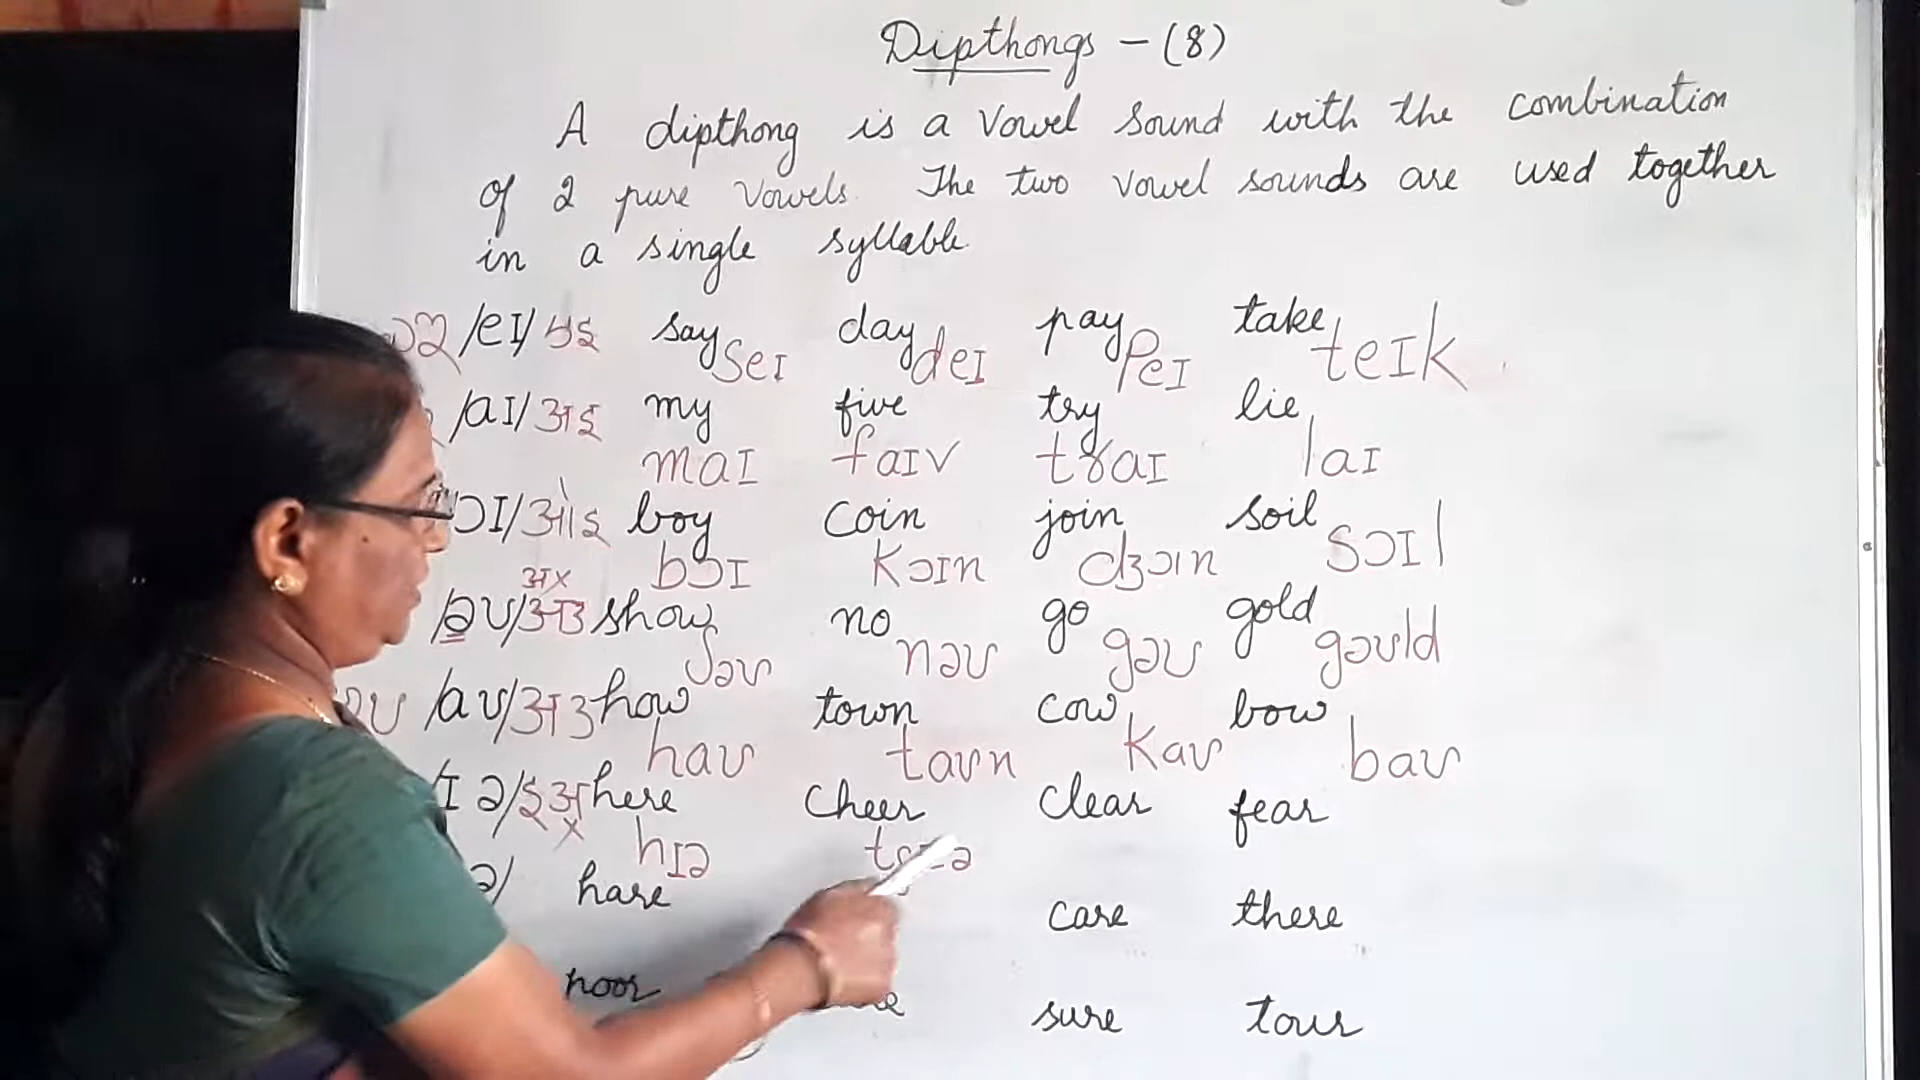 Dipthongs - (8)
A dipthong is a vowel sound with the combination
of 2 pure vowels. The two vowel sounds are used together
in a single syllable
/eɪ/ एइ say seɪ day deɪ pay peɪ take teɪk
/aɪ/ अइ my five try lie
maɪ faɪv traɪ laɪ
ɔɪ/ ऑइ boy coin join soil
bɔɪ kɔɪn dʒɔɪn sɔɪl
/əʊ/ अउ show no go gold
ʃəʊ nəʊ gəʊ gəʊld
/aʊ/ अउ how town cow bow
haʊ taʊn kaʊ baʊ
/ɪə/ इअ here cheer clear fear
hɪə
ə/ hare care there
poor sure tour